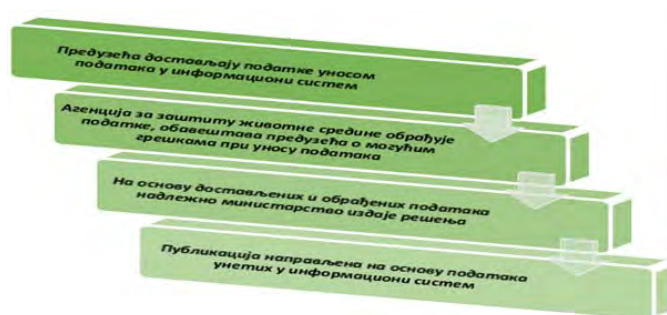 Предузећа достављају податке уносом
података у информациони систем
Агенција за заштиту животне средине обрађује
податке, обавештава предузећа о могућим
грешкама при уносу података
На основу достављених и обрађених података
надлежно министарство издаје решења
Публикација направљена на основу података
унетих у информациони систем